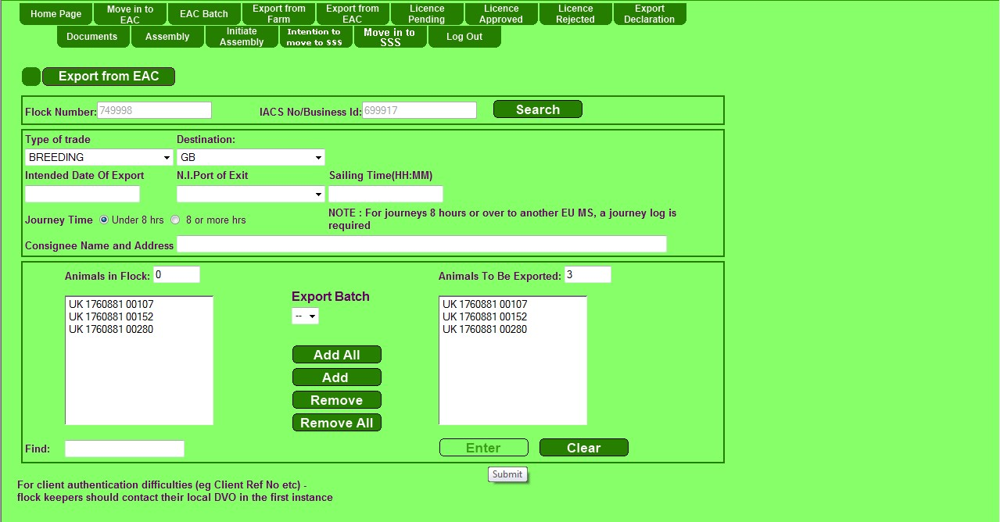 Home Page
Move in to EAC
EAC Batch
Export from Farm
Export from EAC
Licence Pending
Licence Approved
Licence Rejected
Export Declaration
Documents
Assembly
Initiate Assembly
Intention to move to SSS
Move in to SSS
Log Out
Export from EAC
Flock Number: 749998 IACS No/Business Id: 699917 Search
Type of trade Destination:
BREEDING GB
Intended Date Of Export N.I.Port of Exit Sailing Time(HH:MM)
Journey Time Under 8 hrs 8 or more hrs
NOTE : For journeys 8 hours or over to another EU MS, a journey log is
required
Consignee Name and Address
Animals in Flock: 0
UK 1760881 00107
UK 1760881 00152
UK 1760881 00280
Export Batch
--
Add All
Add
Remove
Remove All
Animals To Be Exported: 3
UK 1760881 00107
UK 1760881 00152
UK 1760881 00280
Find:
Enter Clear
Submit
For client authentication difficulties (eg Client Ref No etc) -
flock keepers should contact their local DVO in the first instance